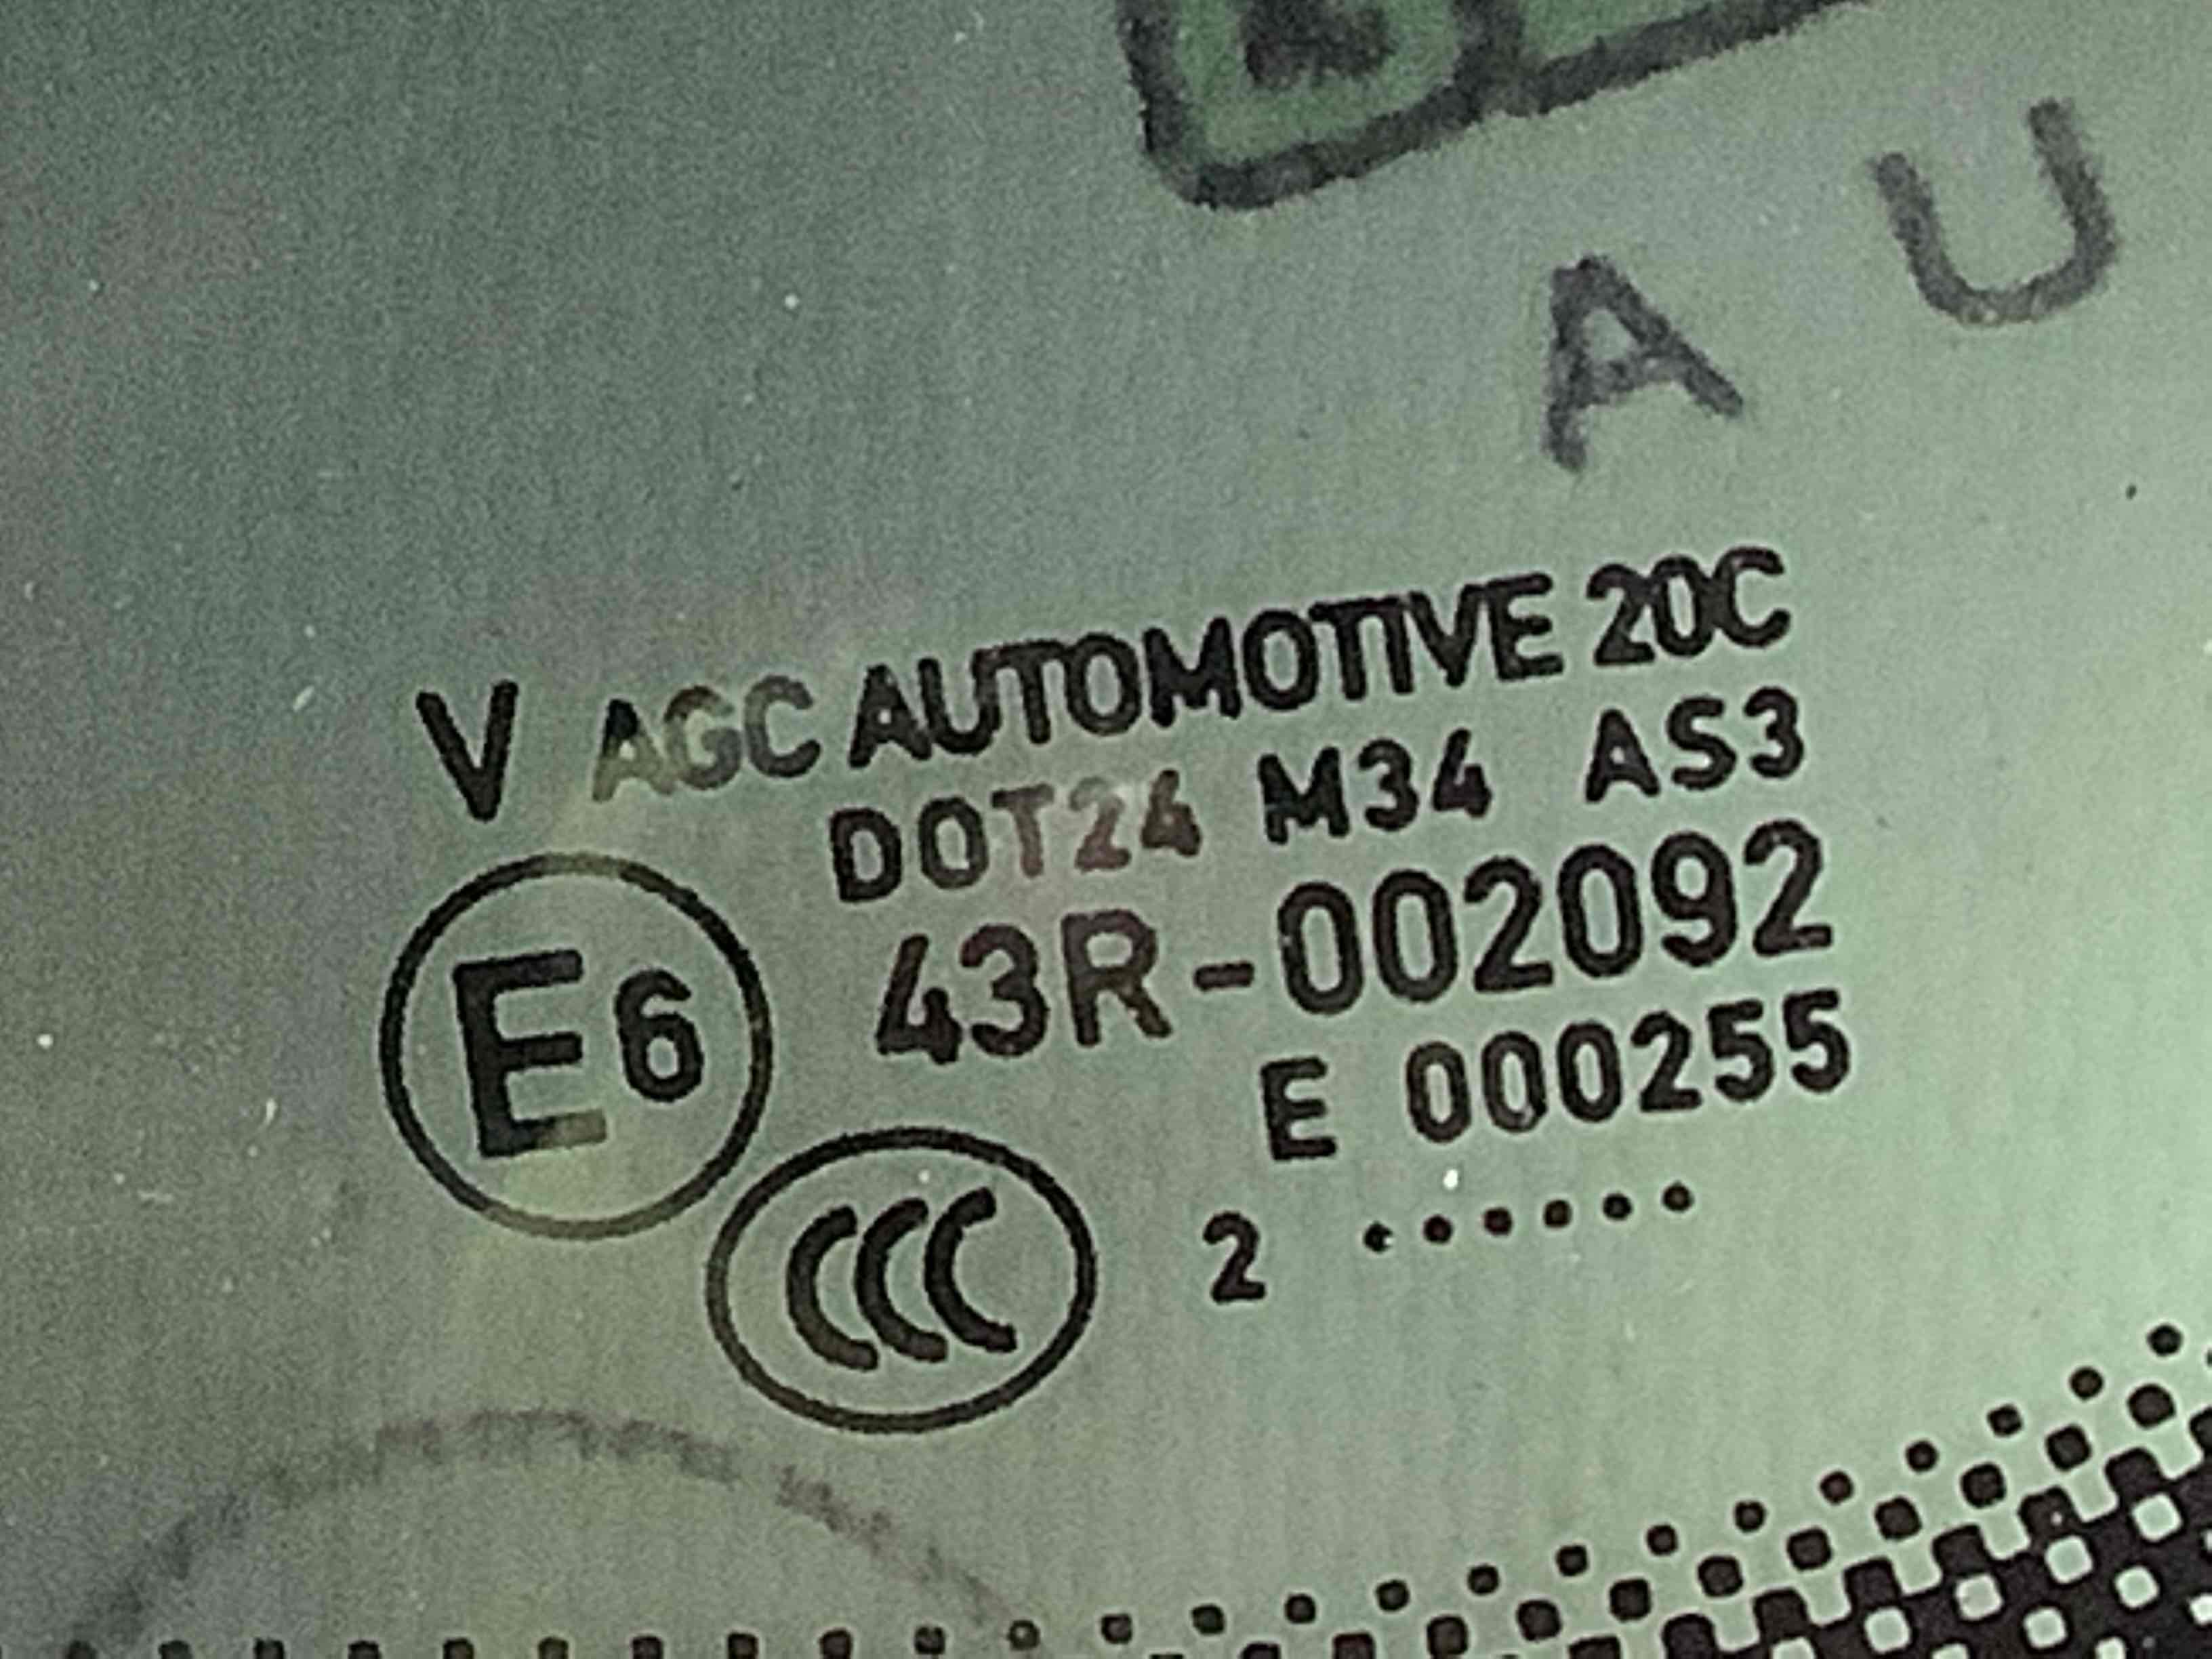 A U
V AGC AUTOMOTIVE 20C
DOT24 M34 AS3
E6 43R-002092
E 000255
CCC 2 ......